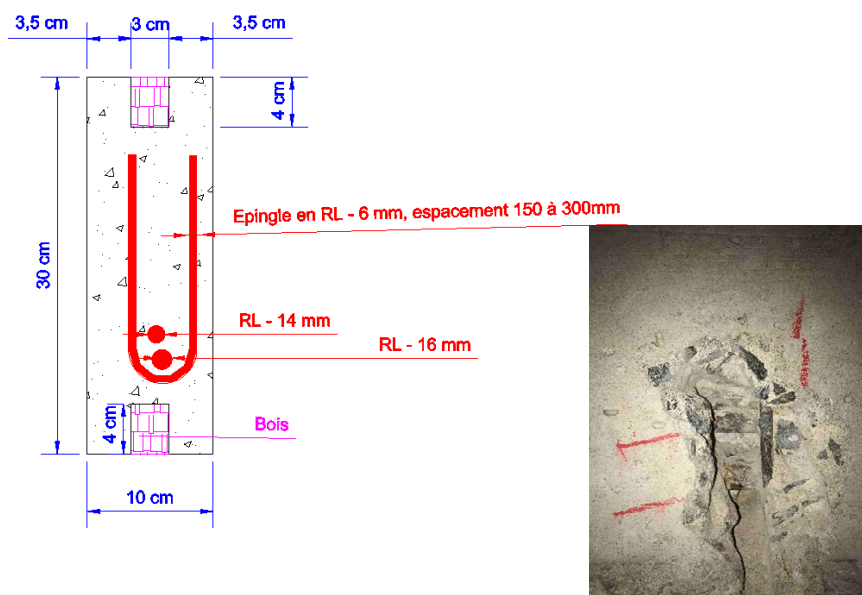 3,5 cm
3 cm
3,5 cm
4 cm
30 cm
Epingle en RL - 6 mm, espacement 150 à 300mm
RL - 14 mm
RL - 16 mm
4 cm
Bois
10 cm